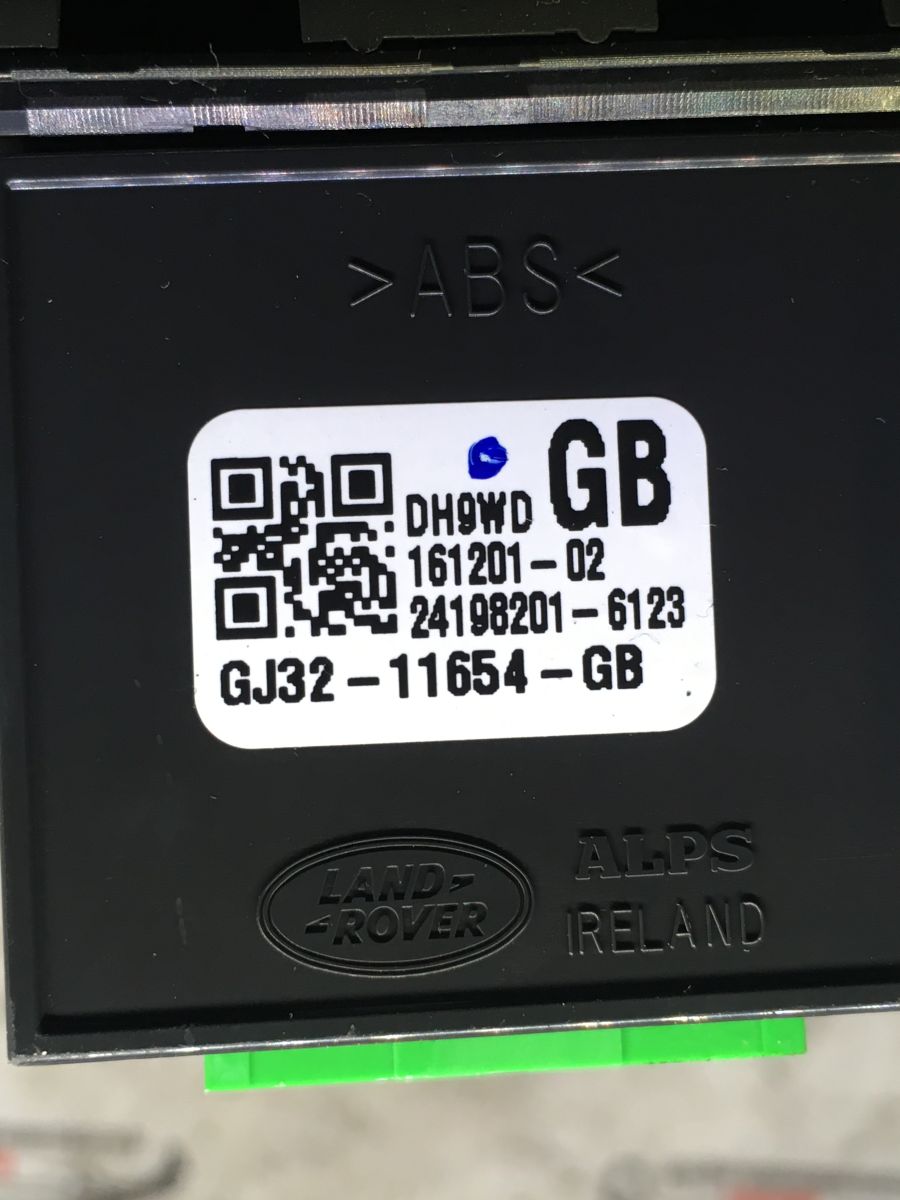 >ABS<
GB
DH9WD
161201-02
24198201-6123
GJ32-11654-GB
LAND
ROVER
ALPS
IRELAND